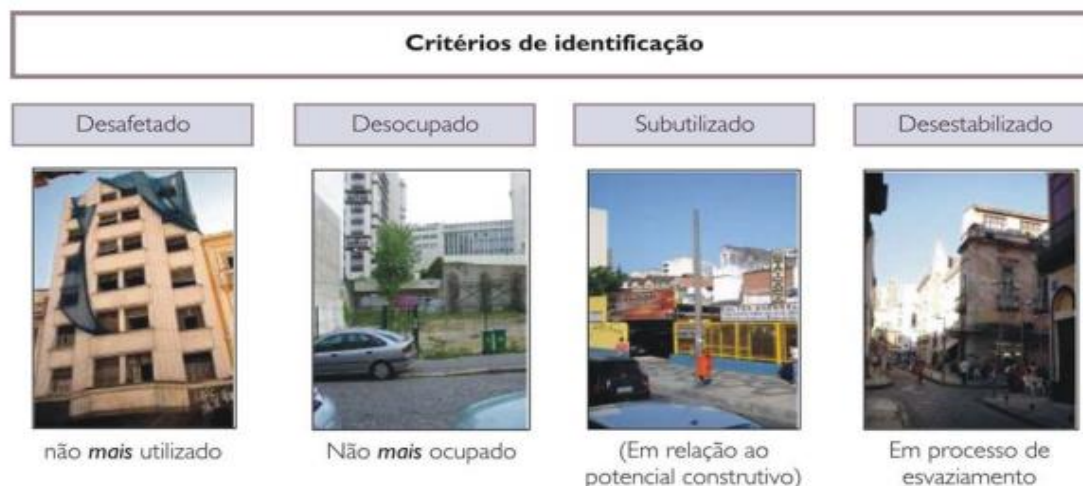 Critérios de identificação
Desafetado
Desocupado
Subutilizado
Desestabilizado
não mais utilizado
Não mais ocupado
(Em relação ao
potencial construtivo)
Em processo de
esvaziamento